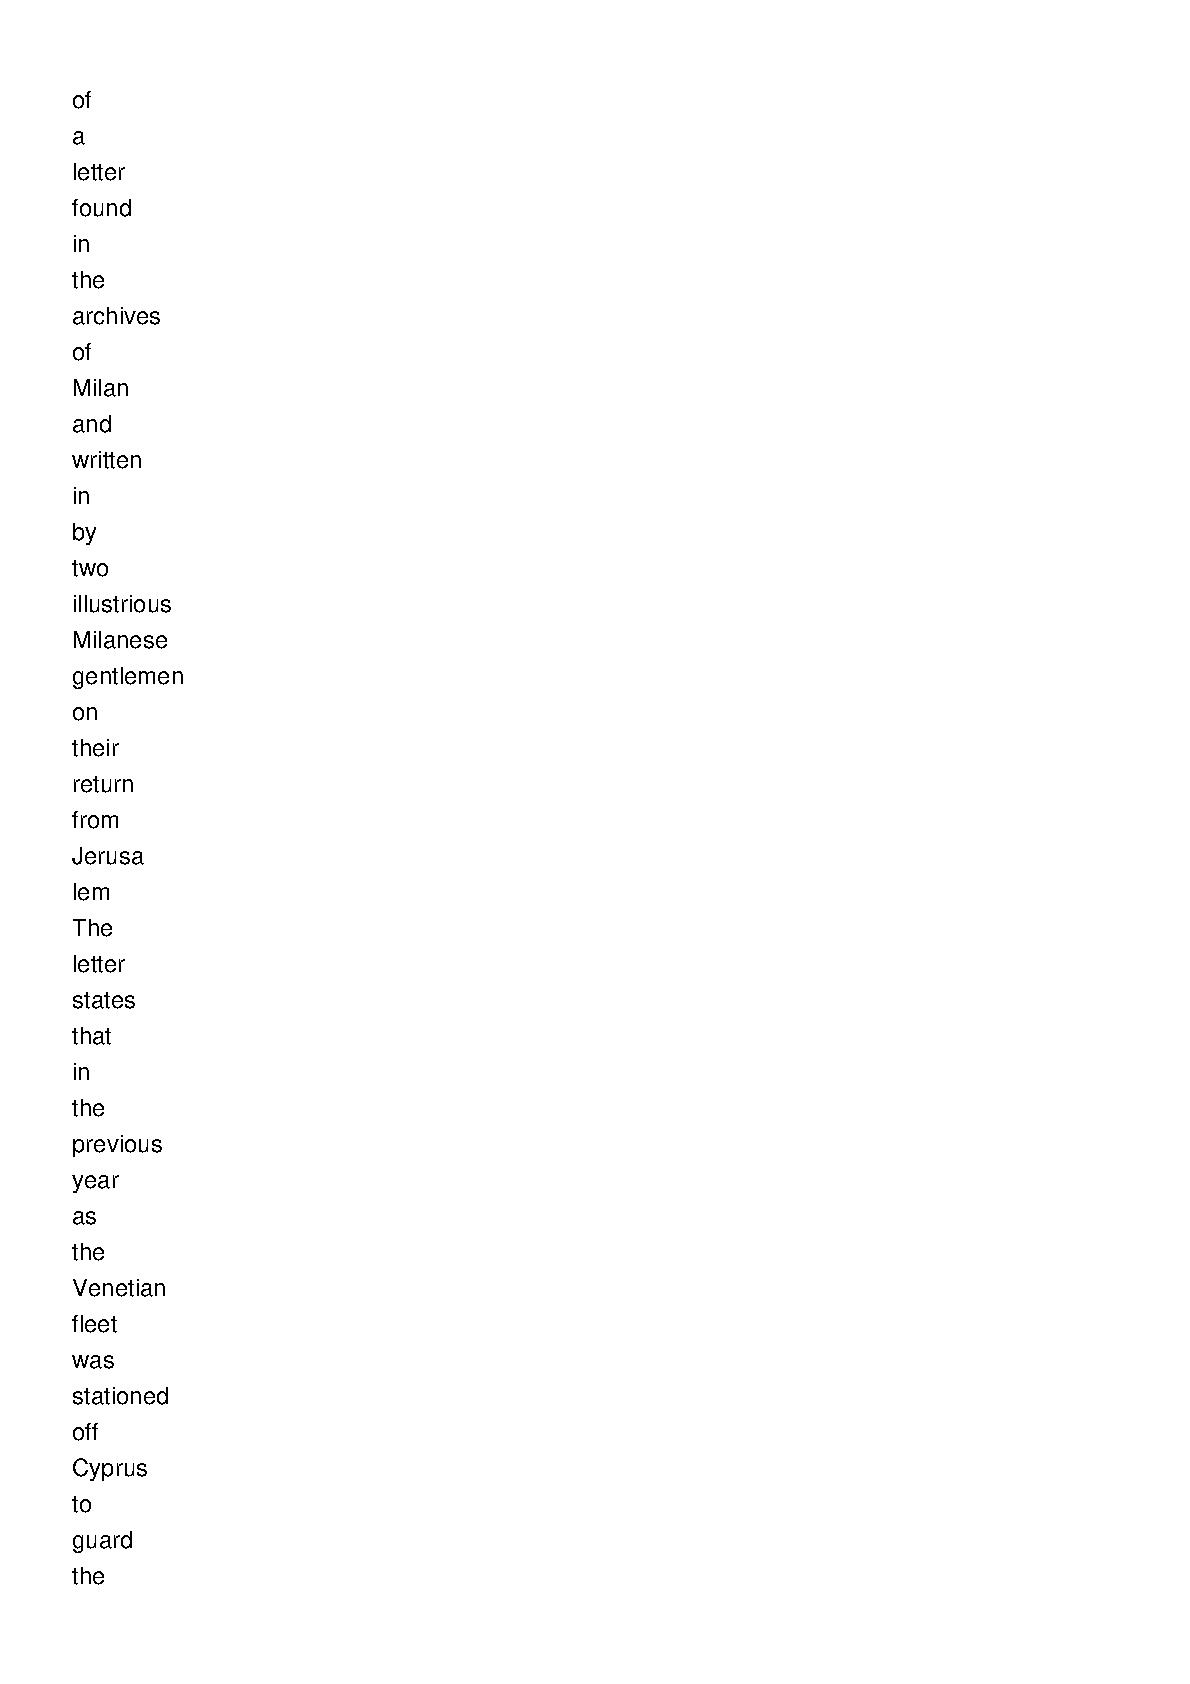 of
a
letter
found
in
the
archives
of
Milan
and
written
in
by
two
illustrious
Milanese
gentlemen
on
their
return
from
Jerusa
lem
The
letter
states
that
in
the
previous
year
as
the
Venetian
fleet
was
stationed
off
Cyprus
to
guard
the